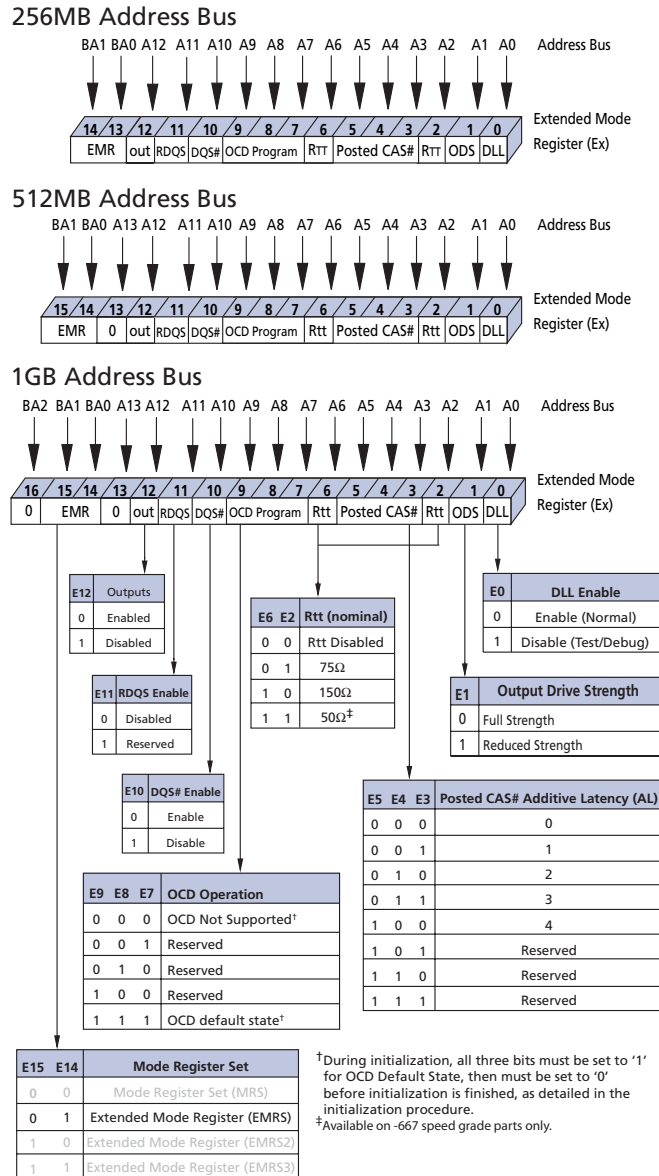 256MB Address Bus
BA1 BA0 A12 A11 A10 A9 A8 A7 A6 A5 A4 A3 A2 A1 A0 Address Bus
14 13 12 11 10 9 8 7 6 5 4 3 2 1 0 Extended Mode
EMR out RDQS DQS# OCD Program RTT Posted CAS# RTT ODS DLL Register (Ex)
512MB Address Bus
BA1 BA0 A13 A12 A11 A10 A9 A8 A7 A6 A5 A4 A3 A2 A1 A0 Address Bus
15 14 13 12 11 10 9 8 7 6 5 4 3 2 1 0 Extended Mode
EMR 0 out RDQS DQS# OCD Program Rtt Posted CAS# Rtt ODS DLL Register (Ex)
1GB Address Bus
BA2 BA1 BA0 A13 A12 A11 A10 A9 A8 A7 A6 A5 A4 A3 A2 A1 A0 Address Bus
16 15 14 13 12 11 10 9 8 7 6 5 4 3 2 1 0 Extended Mode
0 EMR 0 out RDQS DQS# OCD Program Rtt Posted CAS# Rtt ODS DLL Register (Ex)
E12 Outputs
0 Enabled
1 Disabled
E11 RDQS Enable
0 Disabled
1 Reserved
E10 DQS# Enable
0 Enable
1 Disable
E6 E2 Rtt (nominal)
0 0 Rtt Disabled
0 1 75Ω
1 0 150Ω
1 1 50Ω‡
E0 DLL Enable
0 Enable (Normal)
1 Disable (Test/Debug)
E1 Output Drive Strength
0 Full Strength
1 Reduced Strength
E5 E4 E3 Posted CAS# Additive Latency (AL)
0 0 0 0
0 0 1 1
0 1 0 2
0 1 1 3
1 0 0 4
1 0 1 Reserved
1 1 0 Reserved
1 1 1 Reserved
E9 E8 E7 OCD Operation
0 0 0 OCD Not Supported†
0 0 1 Reserved
0 1 0 Reserved
1 0 0 Reserved
1 1 1 OCD default state†
E15 E14 Mode Register Set
0 0 Mode Register Set (MRS)
0 1 Extended Mode Register (EMRS)
1 0 Extended Mode Register (EMRS2)
1 1 Extended Mode Register (EMRS3)
†During initialization, all three bits must be set to '1'
for OCD Default State, then must be set to '0'
before initialization is finished, as detailed in the
initialization procedure.
‡Available on -667 speed grade parts only.